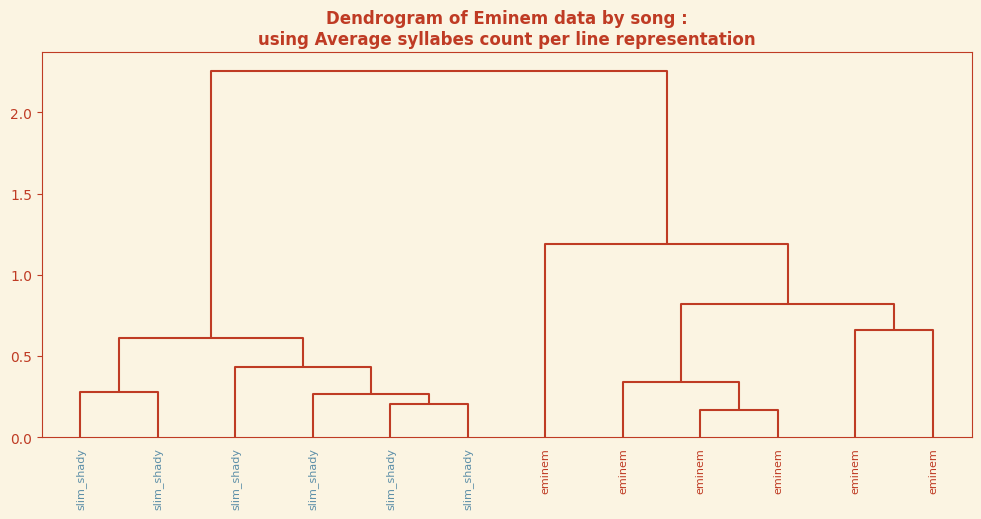 Dendrogram of Eminem data by song :
using Average syllabes count per line representation
2.0
1.5
1.0
0.5
0.0
slim_shady
slim_shady
slim_shady
slim_shady
slim_shady
slim_shady
eminem
eminem
eminem
eminem
eminem
eminem